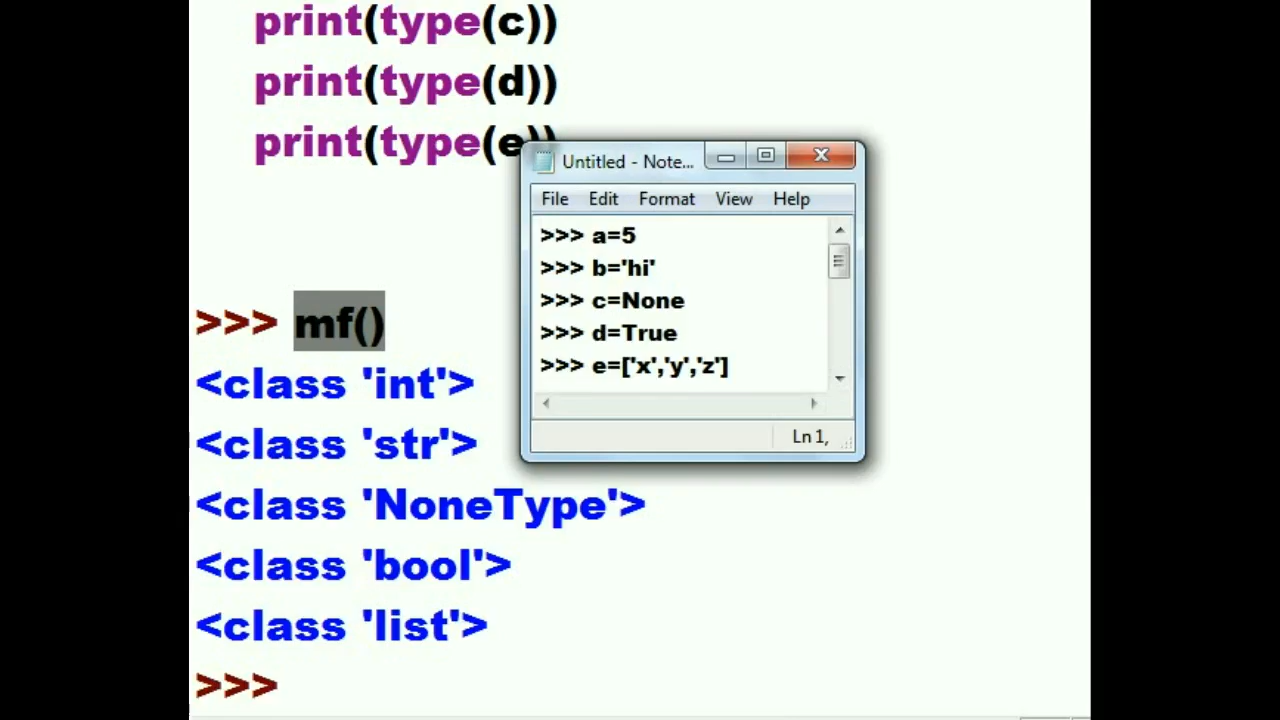 print(type(c))
print(type(d))
print(type(e))
Untitled - Note...
File Edit Format View Help
>>> a=5
>>> b='hi'
>>> c=None
>>> d=True
>>> e=['x','y','z']
Ln 1,
>>> mf()
<class 'int'>
<class 'str'>
<class 'NoneType'>
<class 'bool'>
<class 'list'>
>>>